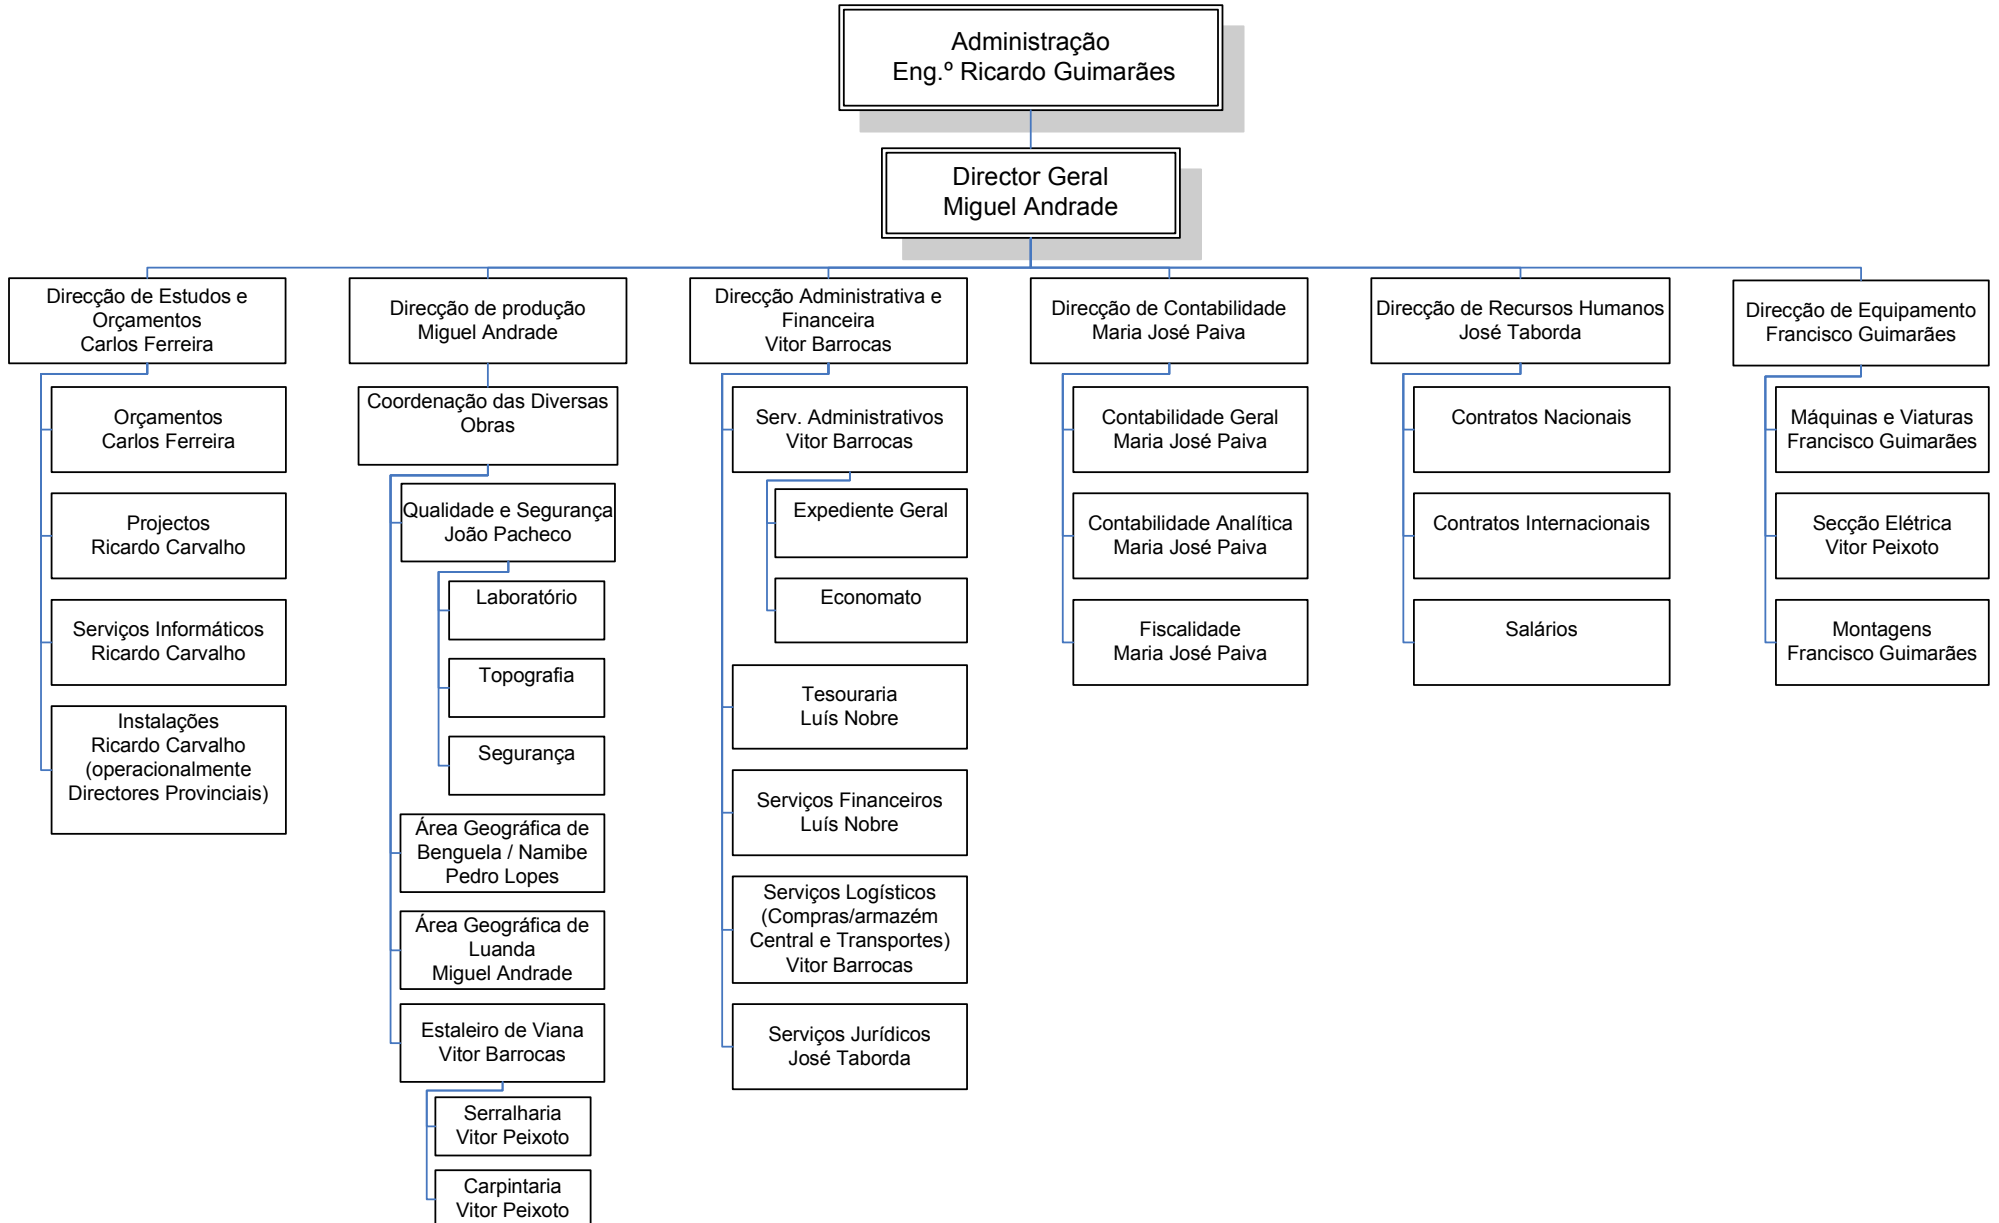 Administração
Eng.º Ricardo Guimarães
Director Geral
Miguel Andrade
Direcção de Estudos e
Orçamentos
Carlos Ferreira
Orçamentos
Carlos Ferreira
Projectos
Ricardo Carvalho
Serviços Informáticos
Ricardo Carvalho
Instalações
Ricardo Carvalho
(operacionalmente
Directores Provinciais)
Direcção de produção
Miguel Andrade
Coordenação das Diversas
Obras
Qualidade e Segurança
João Pacheco
Laboratório
Topografia
Segurança
Área Geográfica de
Benguela / Namibe
Pedro Lopes
Área Geográfica de
Luanda
Miguel Andrade
Estaleiro de Viana
Vitor Barrocas
Serralharia
Vitor Peixoto
Carpintaria
Vitor Peixoto
Direcção Administrativa e
Financeira
Vitor Barrocas
Serv. Administrativos
Vitor Barrocas
Expediente Geral
Economato
Tesouraria
Luís Nobre
Serviços Financeiros
Luís Nobre
Serviços Logísticos
(Compras/armazém
Central e Transportes)
Vitor Barrocas
Serviços Jurídicos
José Taborda
Direcção de Contabilidade
Maria José Paiva
Contabilidade Geral
Maria José Paiva
Contabilidade Analítica
Maria José Paiva
Fiscalidade
Maria José Paiva
Direcção de Recursos Humanos
José Taborda
Contratos Nacionais
Contratos Internacionais
Salários
Direcção de Equipamento
Francisco Guimarães
Máquinas e Viaturas
Francisco Guimarães
Secção Elétrica
Vitor Peixoto
Montagens
Francisco Guimarães